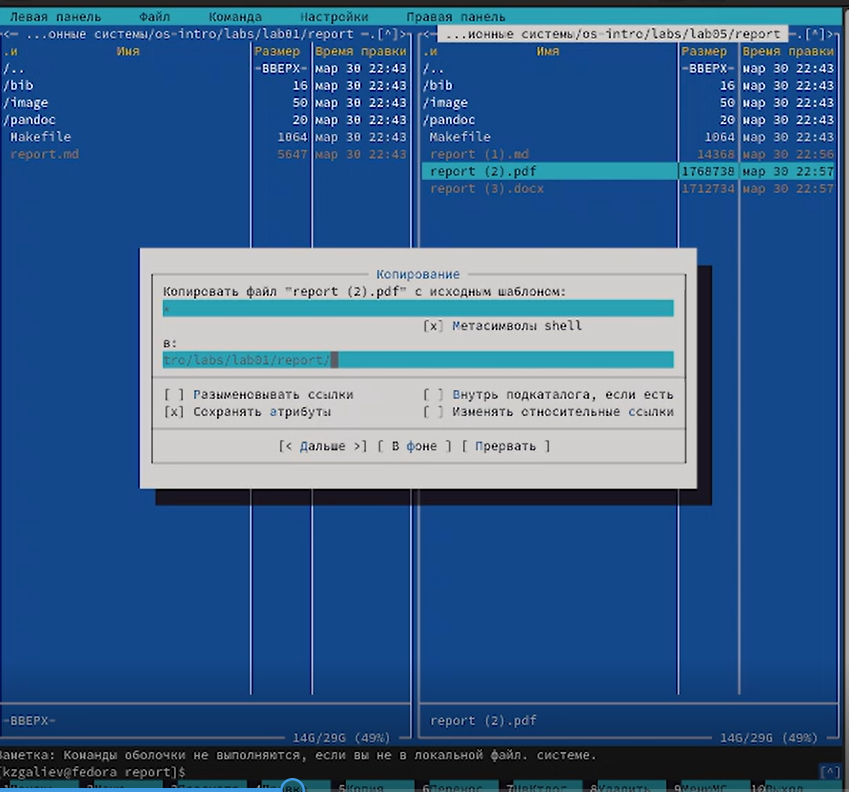 Левая панель Файл Команда Настройки Правая панель
<─ ...онные системы/os-intro/labs/lab01/report ─.[^]>
.и Имя Размер Время правки
/.. -ВВЕРХ- мар 30 22:43
/bib 16 мар 30 22:43
/image 50 мар 30 22:43
/pandoc 20 мар 30 22:43
Makefile 1064 мар 30 22:43
report.md 5647 мар 30 22:43
-ВВЕРХ-
14G/29G (49%)
<─ ...ионные системы/os-intro/labs/lab05/report ─.[^]>
.и Имя Размер Время правки
/.. -ВВЕРХ- мар 30 22:43
/bib 16 мар 30 22:43
/image 50 мар 30 22:43
/pandoc 20 мар 30 22:43
Makefile 1064 мар 30 22:43
report (1).md 14368 мар 30 22:56
report (2).pdf 1768738 мар 30 22:57
report (3).docx 1712734 мар 30 22:57
report (2).pdf
14G/29G (49%)
Копирование
Копировать файл "report (2).pdf" с исходным шаблоном:
*
[x] Метасимволы shell
в:
tro/labs/lab01/report/
[ ] Разыменовывать ссылки [ ] Внутрь подкаталога, если есть
[x] Сохранять атрибуты [ ] Изменять относительные ссылки
[< Дальше >] [ В фоне ] [ Прервать ]
Заметка: Команды оболочки не выполняются, если вы не в локальной файл. системе.
[kzgaliev@fedora report]$ [^]
5Копия 6Перенос 8Удалить 9МенюМС 10Выход